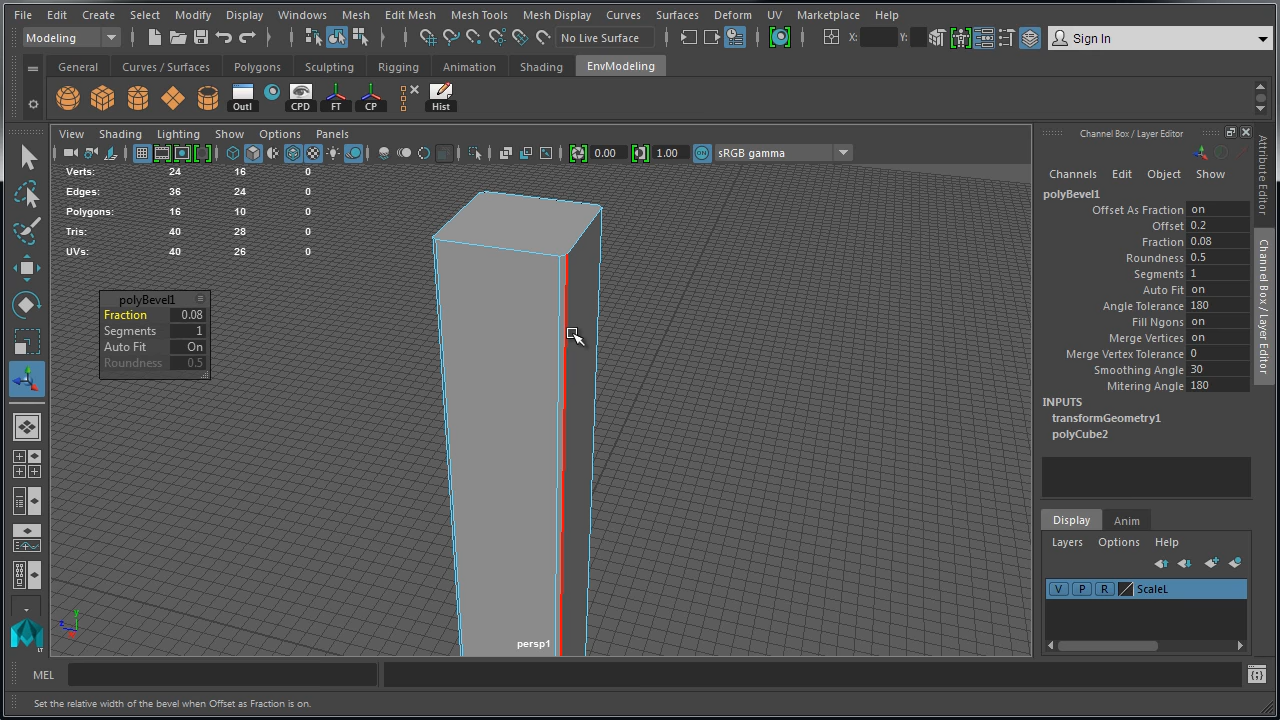 File Edit Create Select Modify Display Windows Mesh Edit Mesh Mesh Tools Mesh Display Curves Surfaces Deform UV Marketplace Help
Modeling No Live Surface X: Y: Sign In
General Curves / Surfaces Polygons Sculpting Rigging Animation Shading EnvModeling
Outl CPD FT CP Hist
View Shading Lighting Show Options Panels
0.00 1.00 ON sRGB gamma
Verts: 24 16 0
Edges: 36 24 0
Polygons: 16 10 0
Tris: 40 28 0
UVs: 40 26 0
polyBevel1
Fraction 0.08
Segments 1
Auto Fit On
Roundness 0.5
y
z
persp1
LT
Channel Box / Layer Editor
Channels Edit Object Show
polyBevel1
Offset As Fraction on
Offset 0.2
Fraction 0.08
Roundness 0.5
Segments 1
Auto Fit on
Angle Tolerance 180
Fill Ngons on
Merge Vertices on
Merge Vertex Tolerance 0
Smoothing Angle 30
Mitering Angle 180
INPUTS
transformGeometry1
polyCube2
Display Anim
Layers Options Help
V P R ScaleL
Attribute Editor
Channel Box / Layer Editor
MEL
Set the relative width of the bevel when Offset as Fraction is on.